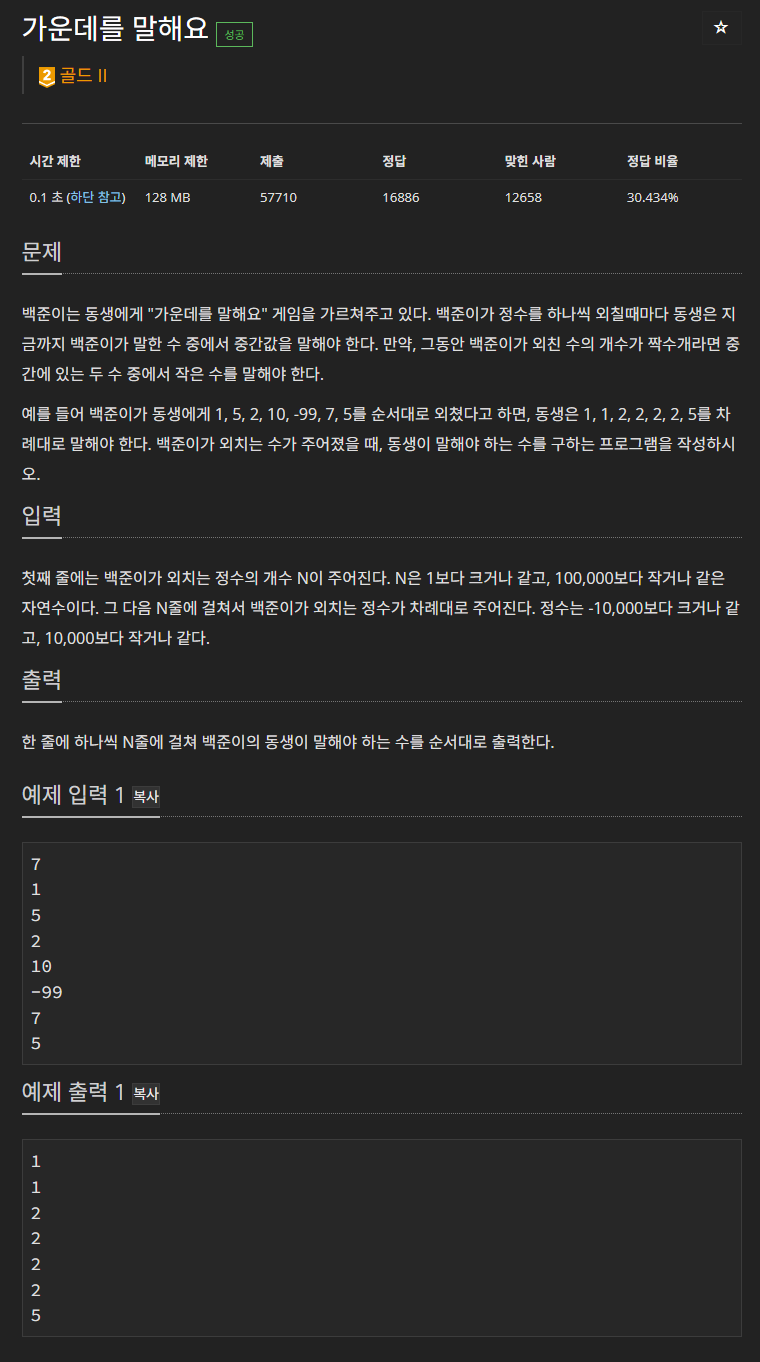 가운데를 말해요 성공
☆
2 골드 II
시간 제한 메모리 제한 제출 정답 맞힌 사람 정답 비율
0.1 초 (하단 참고) 128 MB 57710 16886 12658 30.434%
문제
백준이는 동생에게 "가운데를 말해요" 게임을 가르쳐주고 있다. 백준이가 정수를 하나씩 외칠때마다 동생은 지
금까지 백준이가 말한 수 중에서 중간값을 말해야 한다. 만약, 그동안 백준이가 외친 수의 개수가 짝수개라면 중
간에 있는 두 수 중에서 작은 수를 말해야 한다.
예를 들어 백준이가 동생에게 1, 5, 2, 10, -99, 7, 5를 순서대로 외쳤다고 하면, 동생은 1, 1, 2, 2, 2, 2, 5를 차
례대로 말해야 한다. 백준이가 외치는 수가 주어졌을 때, 동생이 말해야 하는 수를 구하는 프로그램을 작성하시
오.
입력
첫째 줄에는 백준이가 외치는 정수의 개수 N이 주어진다. N은 1보다 크거나 같고, 100,000보다 작거나 같은
자연수이다. 그 다음 N줄에 걸쳐서 백준이가 외치는 정수가 차례대로 주어진다. 정수는 -10,000보다 크거나 같
고, 10,000보다 작거나 같다.
출력
한 줄에 하나씩 N줄에 걸쳐 백준이의 동생이 말해야 하는 수를 순서대로 출력한다.
예제 입력 1 복사
7
1
5
2
10
-99
7
5
예제 출력 1 복사
1
1
2
2
2
2
5